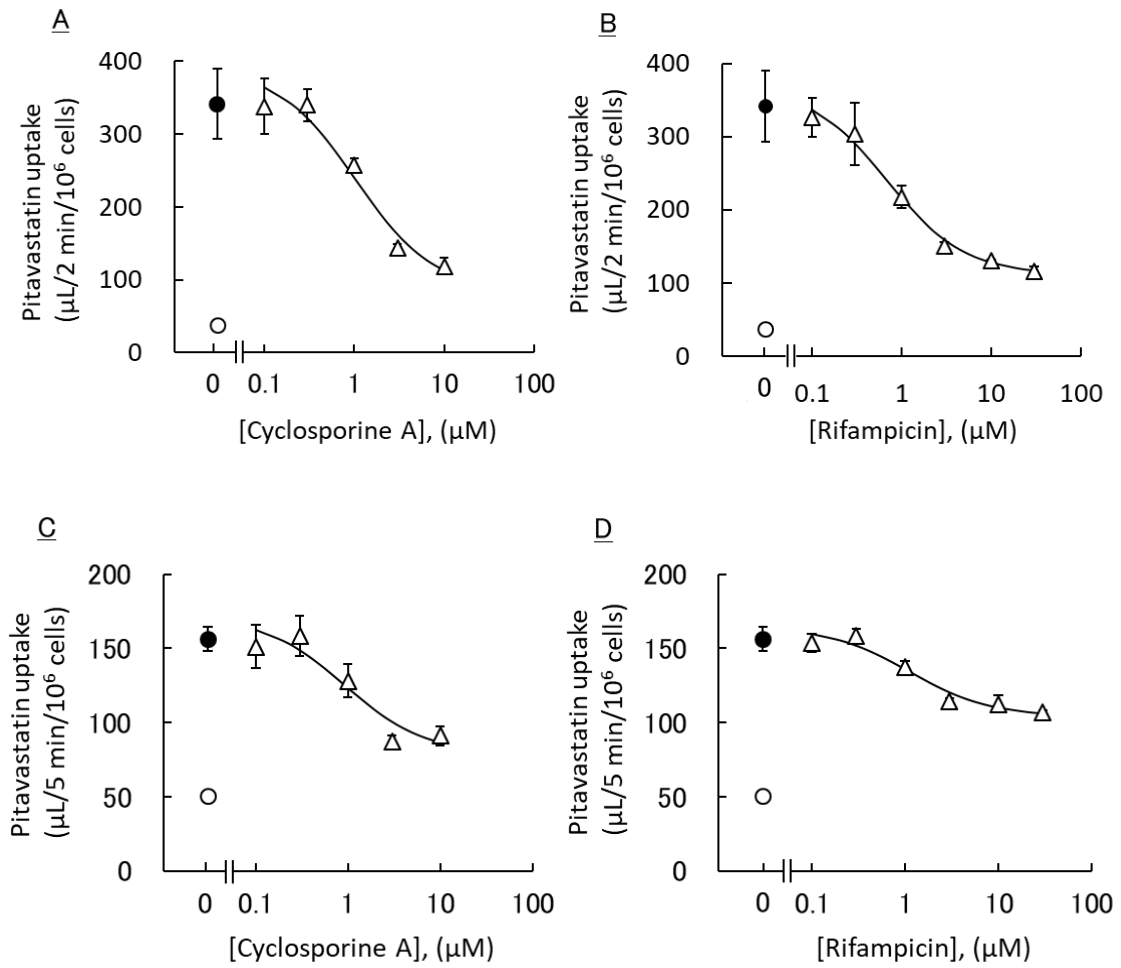 A
Pitavastatin uptake
(µL/2 min/10⁶ cells)
400
300
200
100
0
0 0.1 1 10 100
[Cyclosporine A], (µM)
B
Pitavastatin uptake
(µL/2 min/10⁶ cells)
400
300
200
100
0
0 0.1 1 10 100
[Rifampicin], (µM)
C
Pitavastatin uptake
(µL/5 min/10⁶ cells)
200
150
100
50
0
0 0.1 1 10 100
[Cyclosporine A], (µM)
D
Pitavastatin uptake
(µL/5 min/10⁶ cells)
200
150
100
50
0
0 0.1 1 10 100
[Rifampicin], (µM)